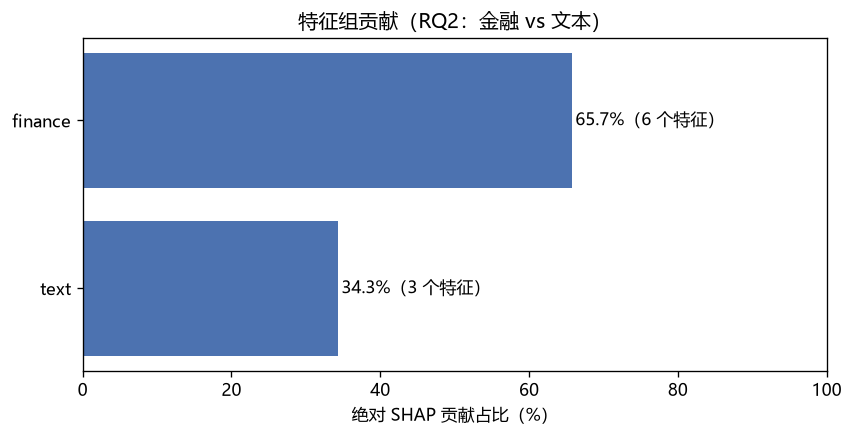 特征组贡献（RQ2：金融 vs 文本）
finance
65.7%（6 个特征）
text
34.3%（3 个特征）
0 20 40 60 80 100
绝对 SHAP 贡献占比（%）